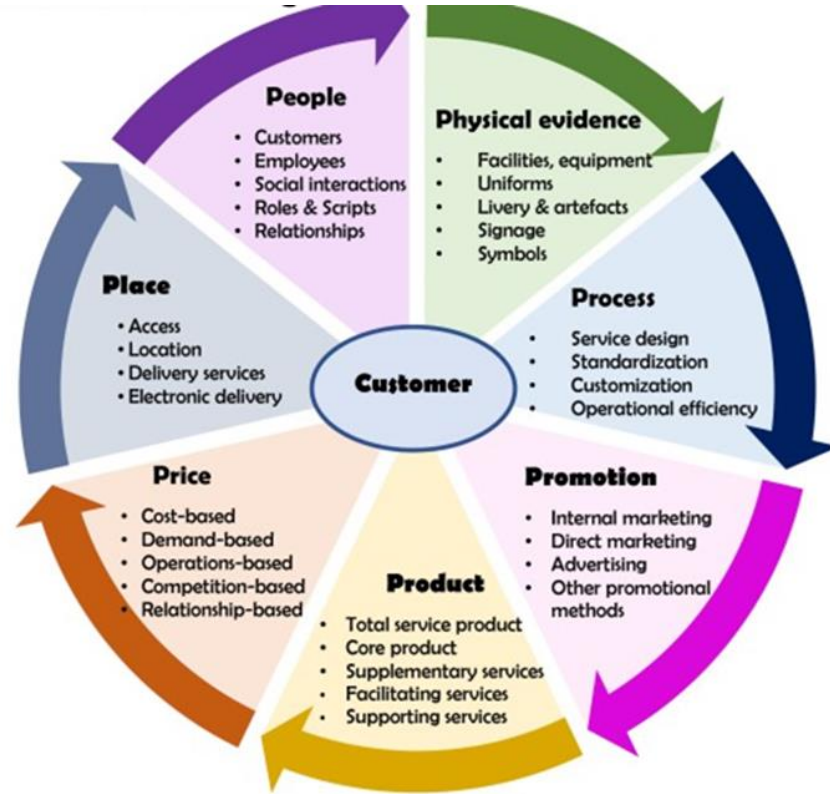 People
• Customers
• Employees
• Social interactions
• Roles & Scripts
• Relationships
Physical evidence
• Facilities, equipment
• Uniforms
• Livery & artefacts
• Signage
• Symbols
Process
• Service design
• Standardization
• Customization
• Operational efficiency
Promotion
• Internal marketing
• Direct marketing
• Advertising
• Other promotional
methods
Product
• Total service product
• Core product
• Supplementary services
• Facilitating services
• Supporting services
Price
• Cost-based
• Demand-based
• Operations-based
• Competition-based
• Relationship-based
Place
• Access
• Location
• Delivery services
• Electronic delivery
Customer